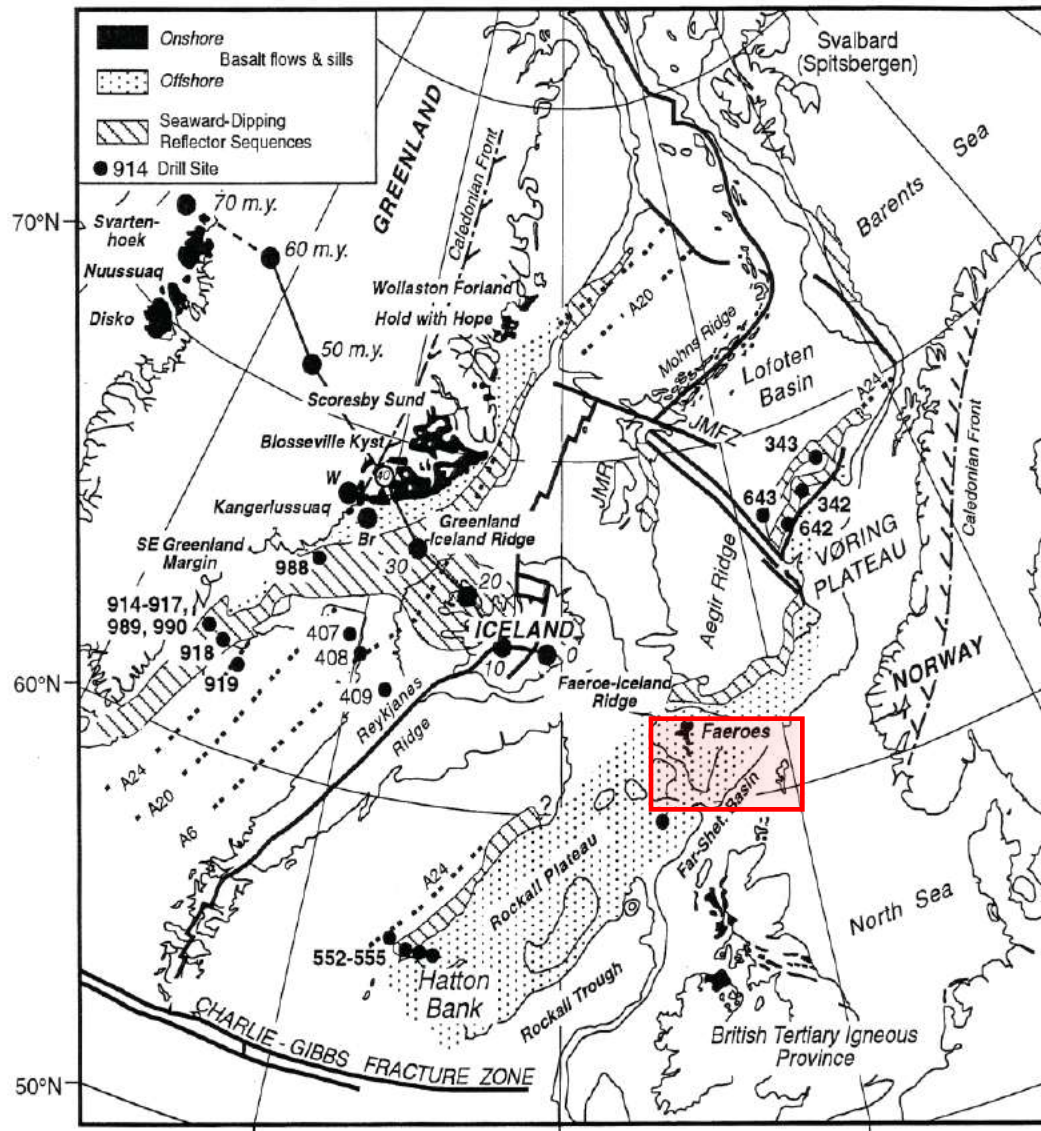 Onshore
Basalt flows & sills
Offshore
Seaward-Dipping
Reflector Sequences
914 Drill Site
Svalbard
(Spitsbergen)
Barents Sea
GREENLAND
Caledonian Front
70°N
70 m.y.
Svarten-
hoek
60 m.y.
Nuussuaq
Disko
Wollaston Forland
Hold with Hope
50 m.y.
A20
Mohns Ridge
Lofoten
Basin
A24
Scoresby Sund
Blosseville Kyst
JMFZ
343
W
40
JMR
643
342
642
Kangerlussuaq
Br
Greenland
Iceland Ridge
VØRING
PLATEAU
Caledonian Front
SE Greenland
Margin
988
30
20
Aegir Ridge
914-917,
989, 990
407
ICELAND
918
408
10
0
NORWAY
919
409
Faeroe-Iceland
Ridge
60°N
Reykjanes
Ridge
Faeroes
A24
A20
A6
?
Far-Shet. Basin
A24
Rockall Plateau
North Sea
552-555
Hatton
Bank
Rockall Trough
CHARLIE-GIBBS FRACTURE ZONE
British Tertiary Igneous
Province
50°N